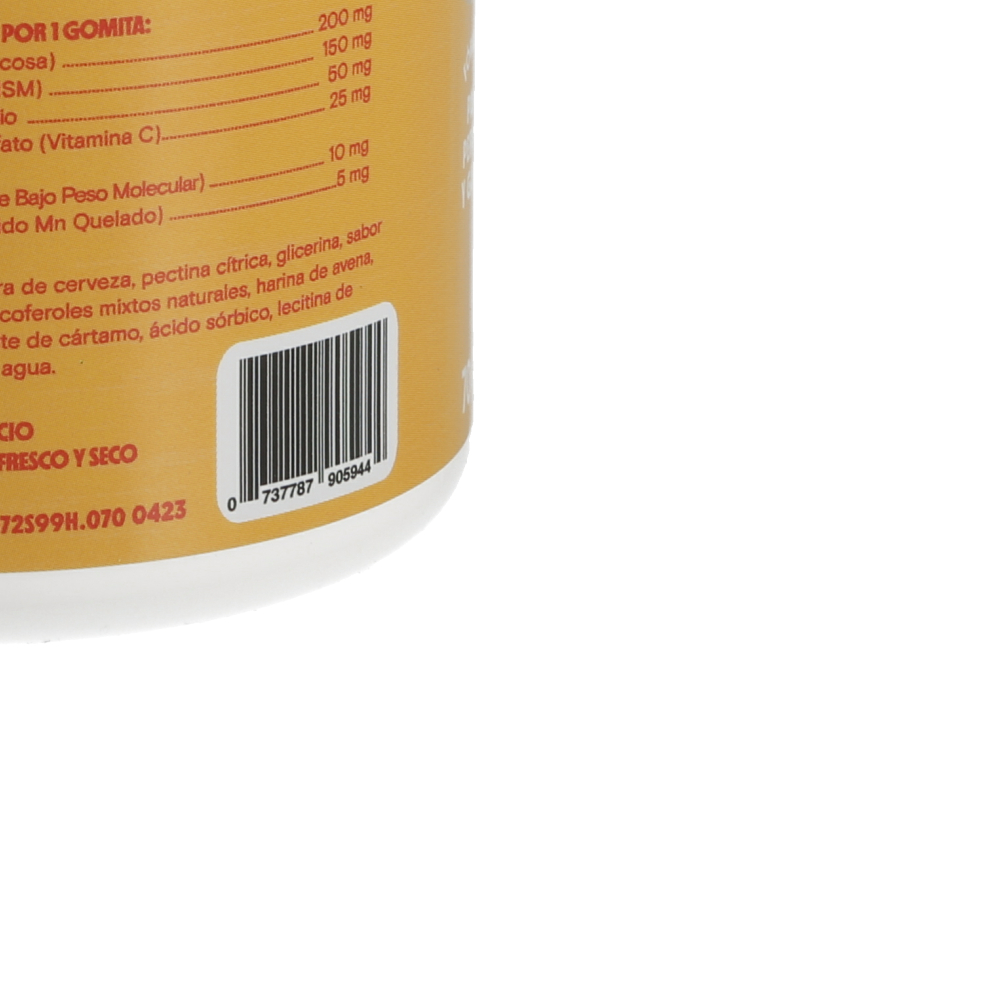 POR 1 GOMITA:
cosa) 200 mg
SM) 150 mg
io 50 mg
fato (Vitamina C) 25 mg
e Bajo Peso Molecular) 10 mg
do Mn Quelado) 5 mg
ra de cerveza, pectina cítrica, glicerina, sabor
coferoles mixtos naturales, harina de avena,
te de cártamo, ácido sórbico, lecitina de
agua.
CIO
FRESCO Y SECO
72S99H.070 0423
0 737787 905944